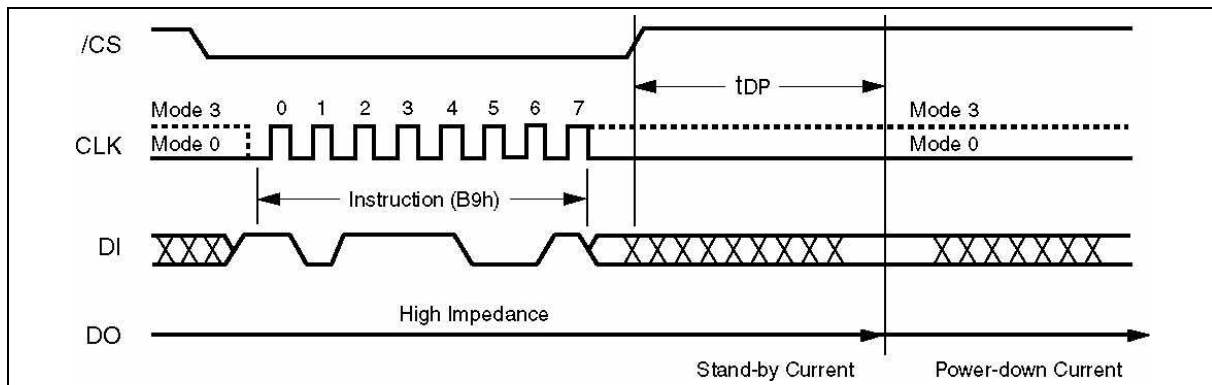 /CS
tDP
Mode 3
0 1 2 3 4 5 6 7
Mode 3
CLK
Mode 0
Mode 0
Instruction (B9h)
DI
High Impedance
DO
Stand-by Current
Power-down Current